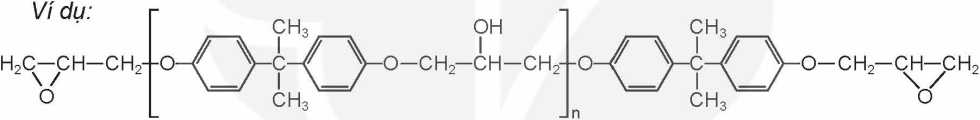 Ví dụ:
CH₃ OH CH₃
H₂C—CH—CH₂—O—C—O—CH₂—CH—CH₂—O—C—O—CH₂—CH—CH₂
O CH₃ CH₃ O
n